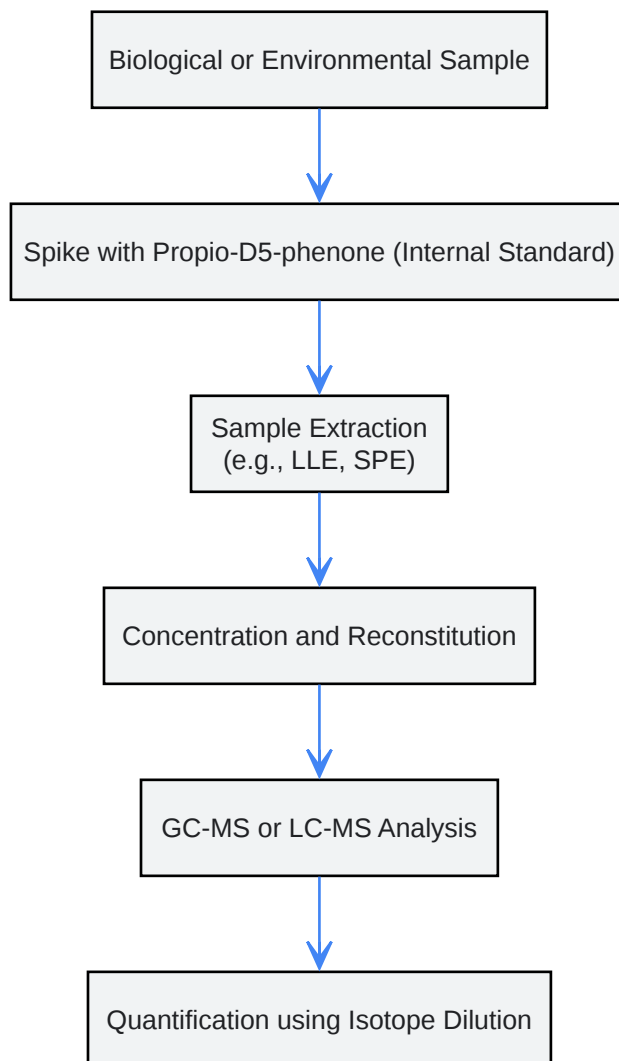 Biological or Environmental Sample
Spike with Propio-D5-phenone (Internal Standard)
Sample Extraction
(e.g., LLE, SPE)
Concentration and Reconstitution
GC-MS or LC-MS Analysis
Quantification using Isotope Dilution